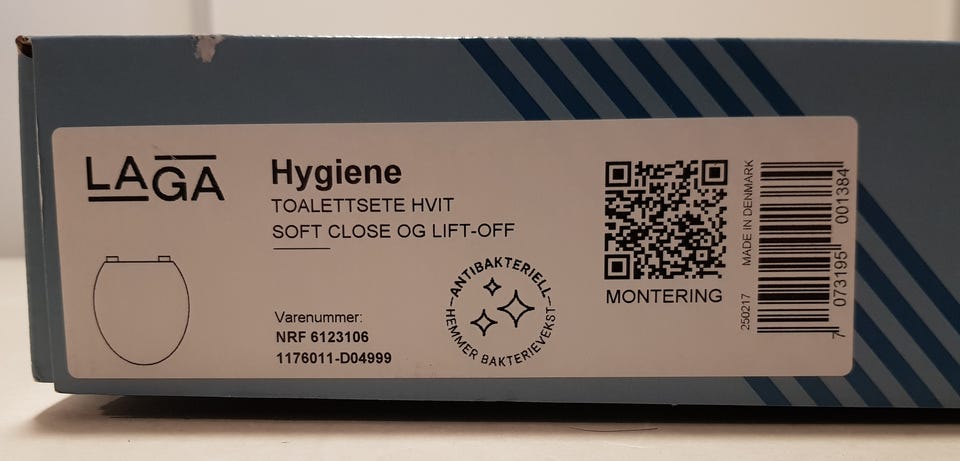 LAGA
Hygiene
TOALETTSETE HVIT
SOFT CLOSE OG LIFT-OFF
Varenummer:
NRF 6123106
1176011-D04999
ANTIBAKTERIELL
HEMMER BAKTERIEVEKST
MONTERING
250217
MADE IN DENMARK
7 073195 001384